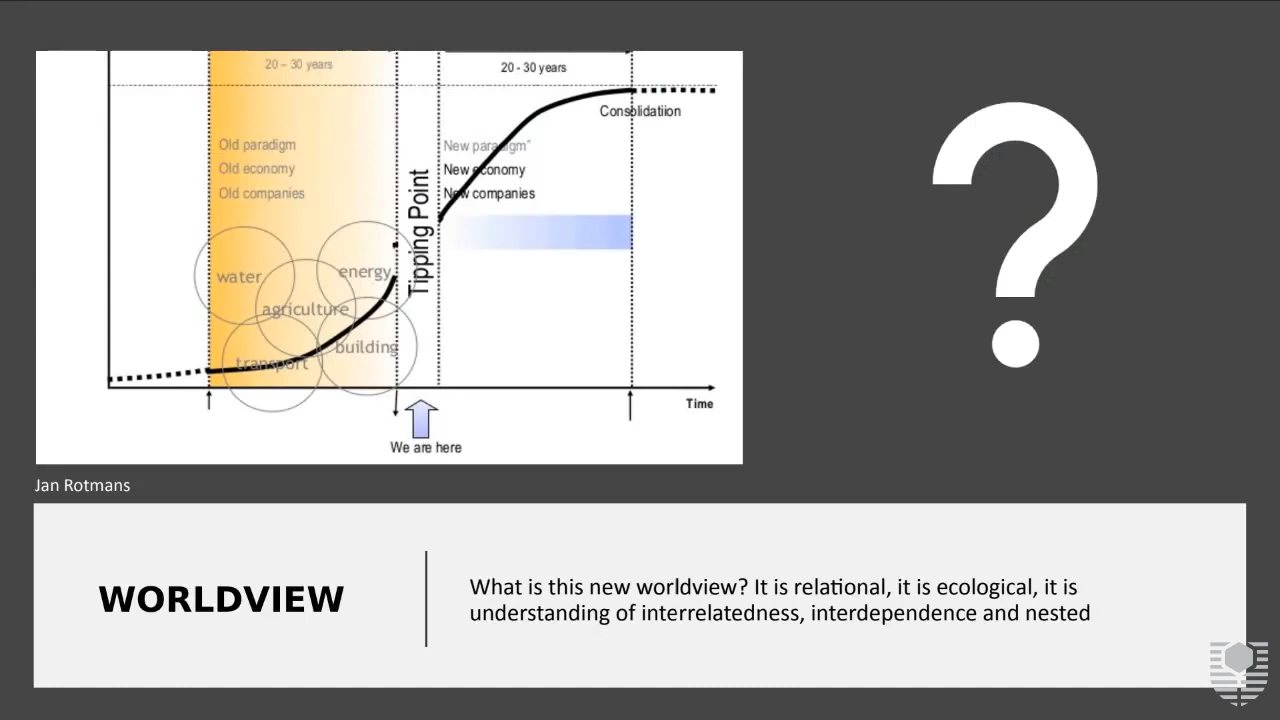 20 – 30 years
20 - 30 years
Consolidatiion
Old paradigm
Old economy
Old companies
New paradigm"
New economy
New companies
Tipping Point
water
energy
agriculture
building
transport
Time
We are here
Jan Rotmans
WORLDVIEW
What is this new worldview? It is relational, it is ecological, it is
understanding of interrelatedness, interdependence and nested